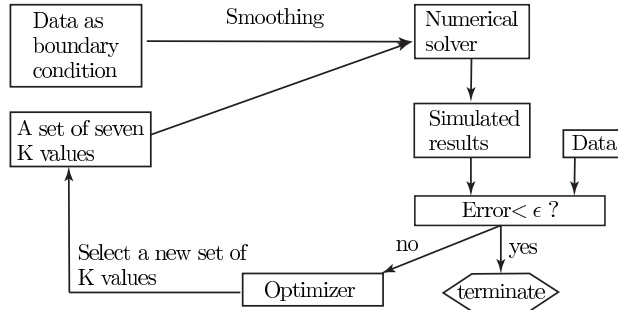 Data as
boundary
condition
Smoothing
Numerical
solver
A set of seven
K values
Simulated
results
Data
Error< ϵ ?
no
yes
Select a new set of
K values
Optimizer
terminate